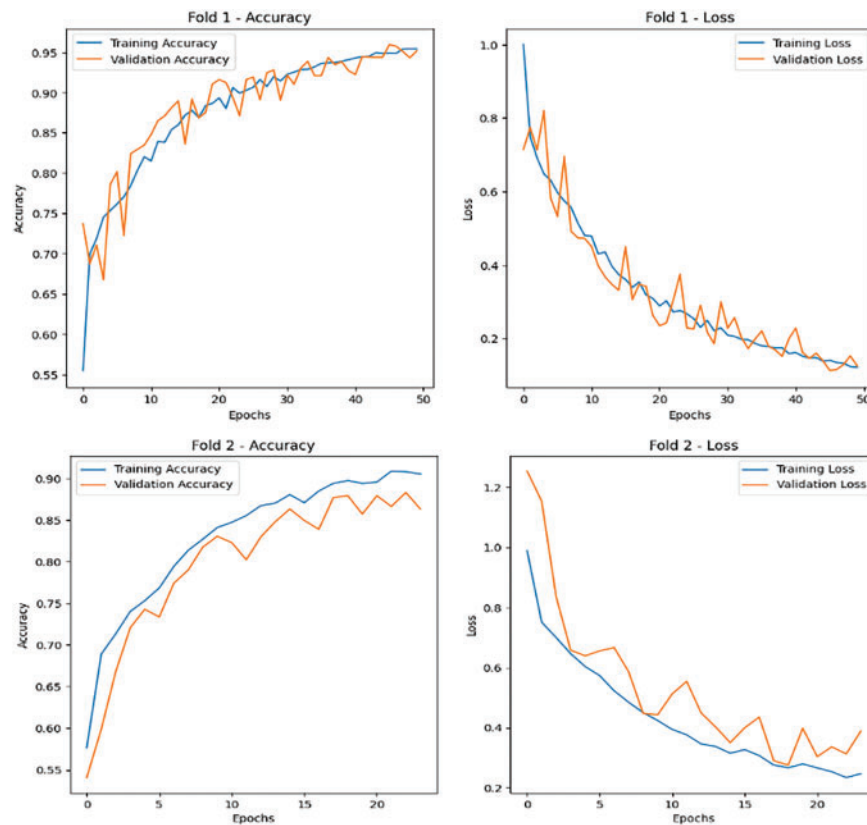 Fold 1 - Accuracy
Training Accuracy
Validation Accuracy
0.95
0.90
0.85
0.80
0.75
0.70
0.65
0.60
0.55
Accuracy
0 10 20 30 40 50
Epochs
Fold 1 - Loss
Training Loss
Validation Loss
1.0
0.8
0.6
0.4
0.2
Loss
0 10 20 30 40 50
Epochs
Fold 2 - Accuracy
Training Accuracy
Validation Accuracy
0.90
0.85
0.80
0.75
0.70
0.65
0.60
0.55
Accuracy
0 5 10 15 20
Epochs
Fold 2 - Loss
Training Loss
Validation Loss
1.2
1.0
0.8
0.6
0.4
0.2
Loss
0 5 10 15 20
Epochs